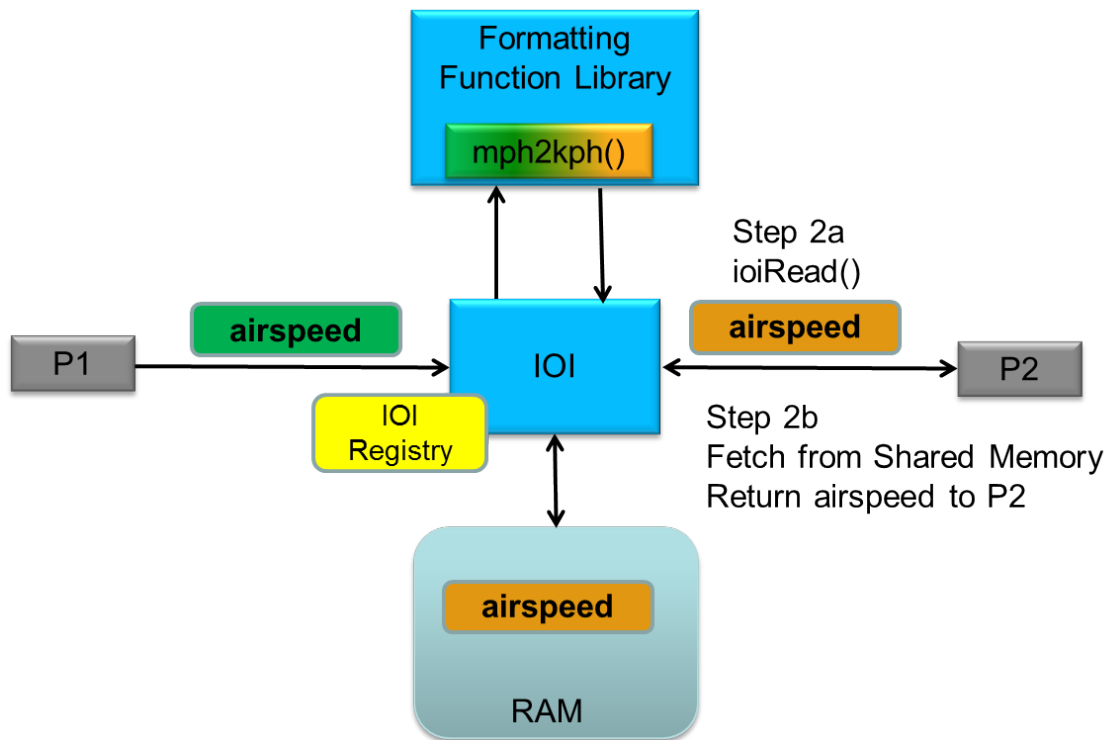 Formatting
Function Library
mph2kph()
Step 2a
ioiRead()
airspeed
airspeed
P1
IOI
P2
IOI
Registry
Step 2b
Fetch from Shared Memory
Return airspeed to P2
airspeed
RAM